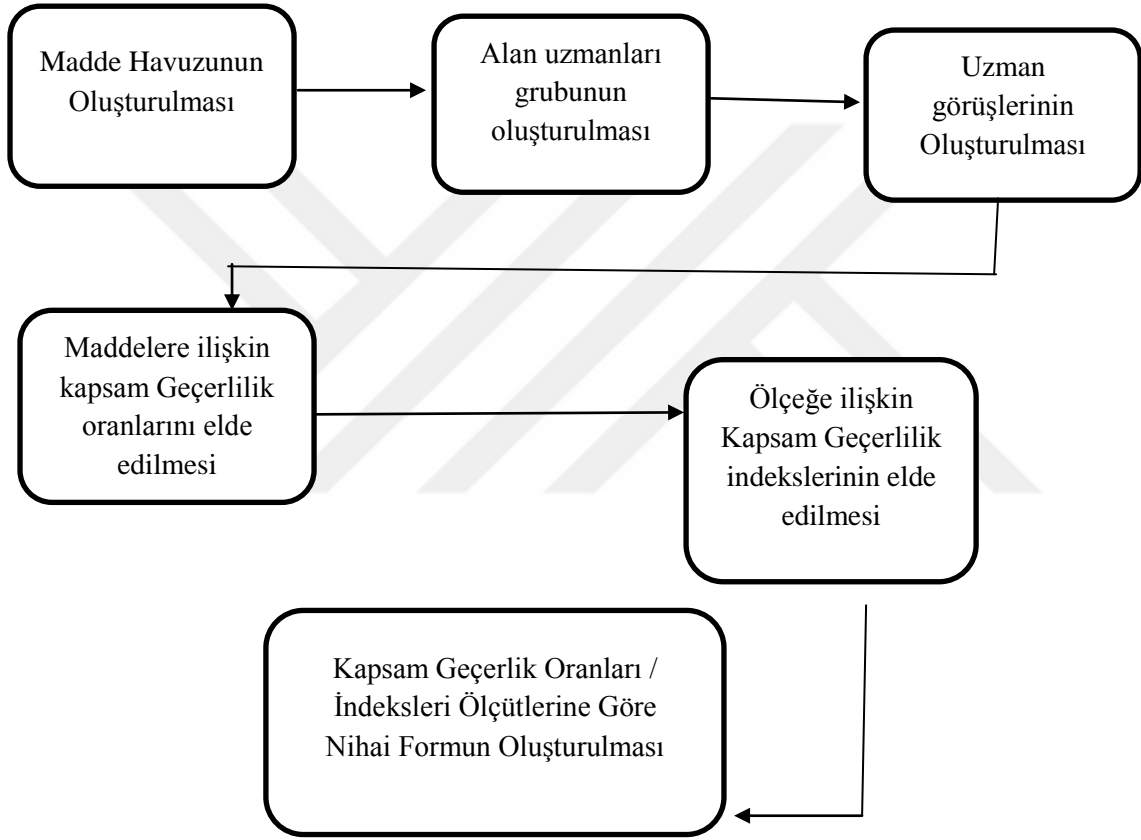 Madde Havuzunun
Oluşturulması
Alan uzmanları
grubunun
oluşturulması
Uzman
görüşlerinin
Oluşturulması
Maddelere ilişkin
kapsam Geçerlilik
oranlarını elde
edilmesi
Ölçeğe ilişkin
Kapsam Geçerlilik
indekslerinin elde
edilmesi
Kapsam Geçerlik Oranları /
İndeksleri Ölçütlerine Göre
Nihai Formun Oluşturulması